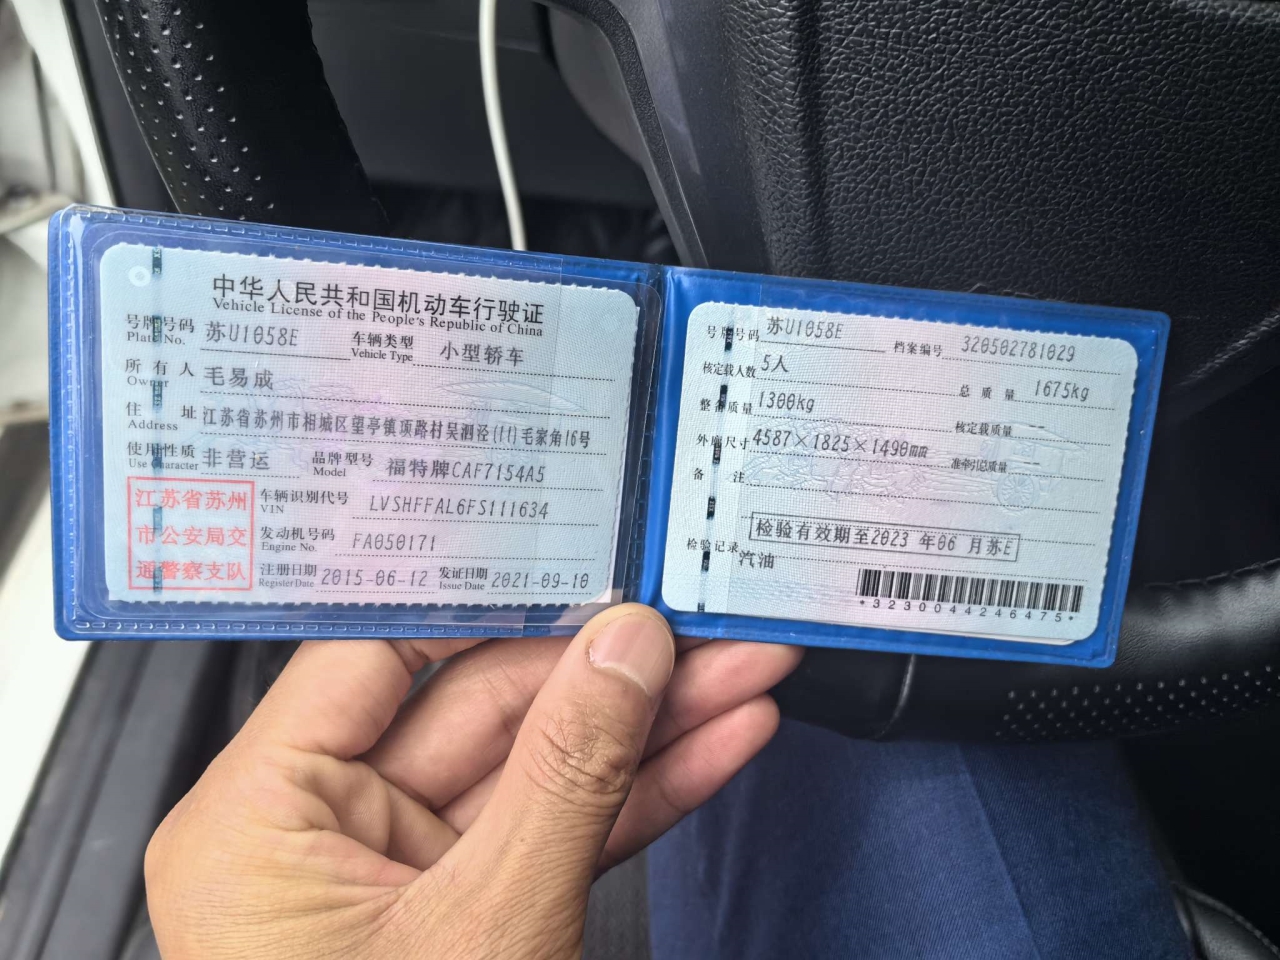 中华人民共和国机动车行驶证
Vehicle License of the People's Republic of China
号牌号码 Plate No. 苏U1058E 车辆类型 Vehicle Type 小型轿车
所有人 Owner 毛易成
住址 Address 江苏省苏州市相城区望亭镇项路村吴泗泾(11)毛家角16号
使用性质 Use Character 非营运 品牌型号 Model 福特牌CAF7154A5
江苏省苏州
市公安局交
通警察支队
车辆识别代号 VIN LVSHFFAL6FS111634
发动机号码 Engine No. FA050171
注册日期 Register Date 2015-06-12 发证日期 Issue Date 2021-09-10
号牌号码 苏U1058E 档案编号 320502781029
核定载人数 5人 总质量 1675kg
整备质量 1300kg 核定载质量 --
外廓尺寸 4587×1825×1490mm 准牵引总质量 --
备注
检验有效期至2023年06月苏E
检验记录 汽油
*3230044246475*